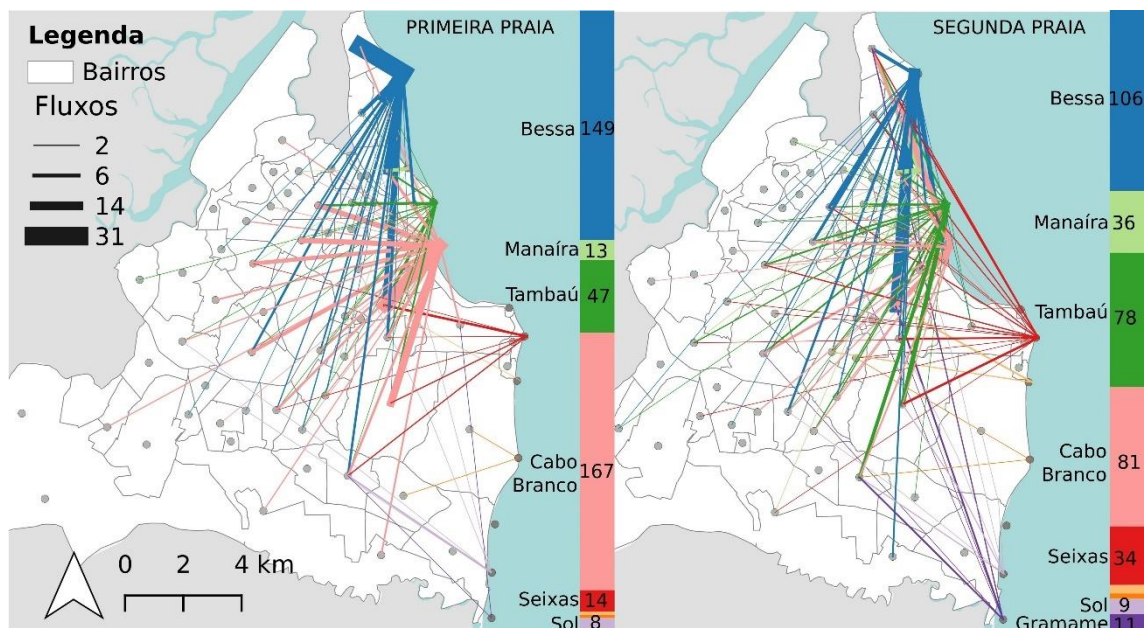 Legenda
Bairros
Fluxos
2
6
14
31
0 2 4 km
PRIMEIRA PRAIA
Bessa 149
Manaíra 13
Tambaú 47
Cabo
Branco 167
Seixas 14
Sol 8
SEGUNDA PRAIA
Bessa 106
Manaíra 36
Tambaú 78
Cabo
Branco 81
Seixas 34
Sol 9
Gramame 11